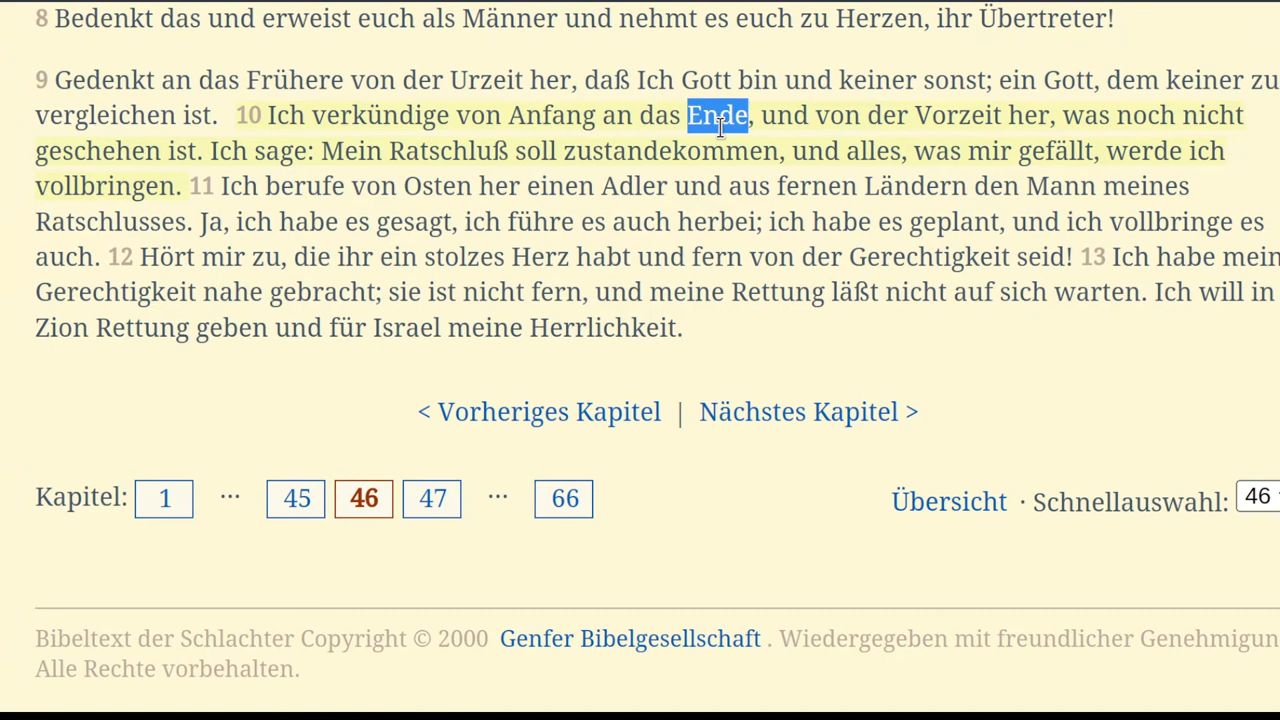 8 Bedenkt das und erweist euch als Männer und nehmt es euch zu Herzen, ihr Übertreter!
9 Gedenkt an das Frühere von der Urzeit her, daß Ich Gott bin und keiner sonst; ein Gott, dem keiner zu
vergleichen ist. 10 Ich verkündige von Anfang an das Ende, und von der Vorzeit her, was noch nicht
geschehen ist. Ich sage: Mein Ratschluß soll zustandekommen, und alles, was mir gefällt, werde ich
vollbringen. 11 Ich berufe von Osten her einen Adler und aus fernen Ländern den Mann meines
Ratschlusses. Ja, ich habe es gesagt, ich führe es auch herbei; ich habe es geplant, und ich vollbringe es
auch. 12 Hört mir zu, die ihr ein stolzes Herz habt und fern von der Gerechtigkeit seid! 13 Ich habe mein
Gerechtigkeit nahe gebracht; sie ist nicht fern, und meine Rettung läßt nicht auf sich warten. Ich will in
Zion Rettung geben und für Israel meine Herrlichkeit.
< Vorheriges Kapitel | Nächstes Kapitel >
Kapitel: 1 ... 45 46 47 ... 66 Übersicht · Schnellauswahl: 46
Bibeltext der Schlachter Copyright © 2000 Genfer Bibelgesellschaft . Wiedergegeben mit freundlicher Genehmigun
Alle Rechte vorbehalten.